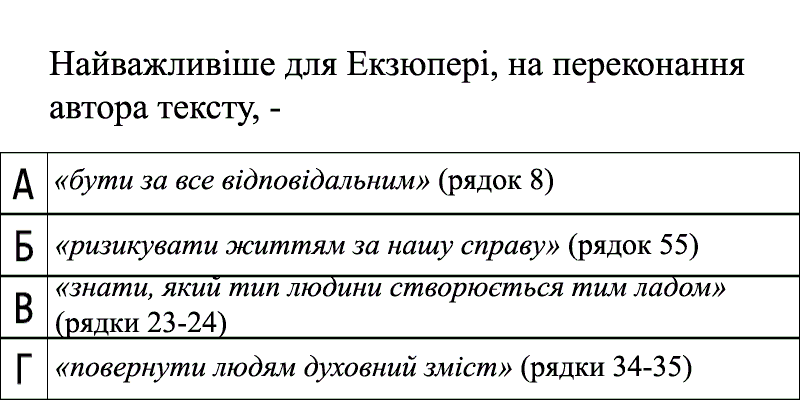 Найважливіше для Екзюпері, на переконання
автора тексту, -
А «бути за все відповідальним» (рядок 8)
Б «ризикувати життям за нашу справу» (рядок 55)
В «знати, який тип людини створюється тим ладом»
(рядки 23-24)
Г «повернути людям духовний зміст» (рядки 34-35)